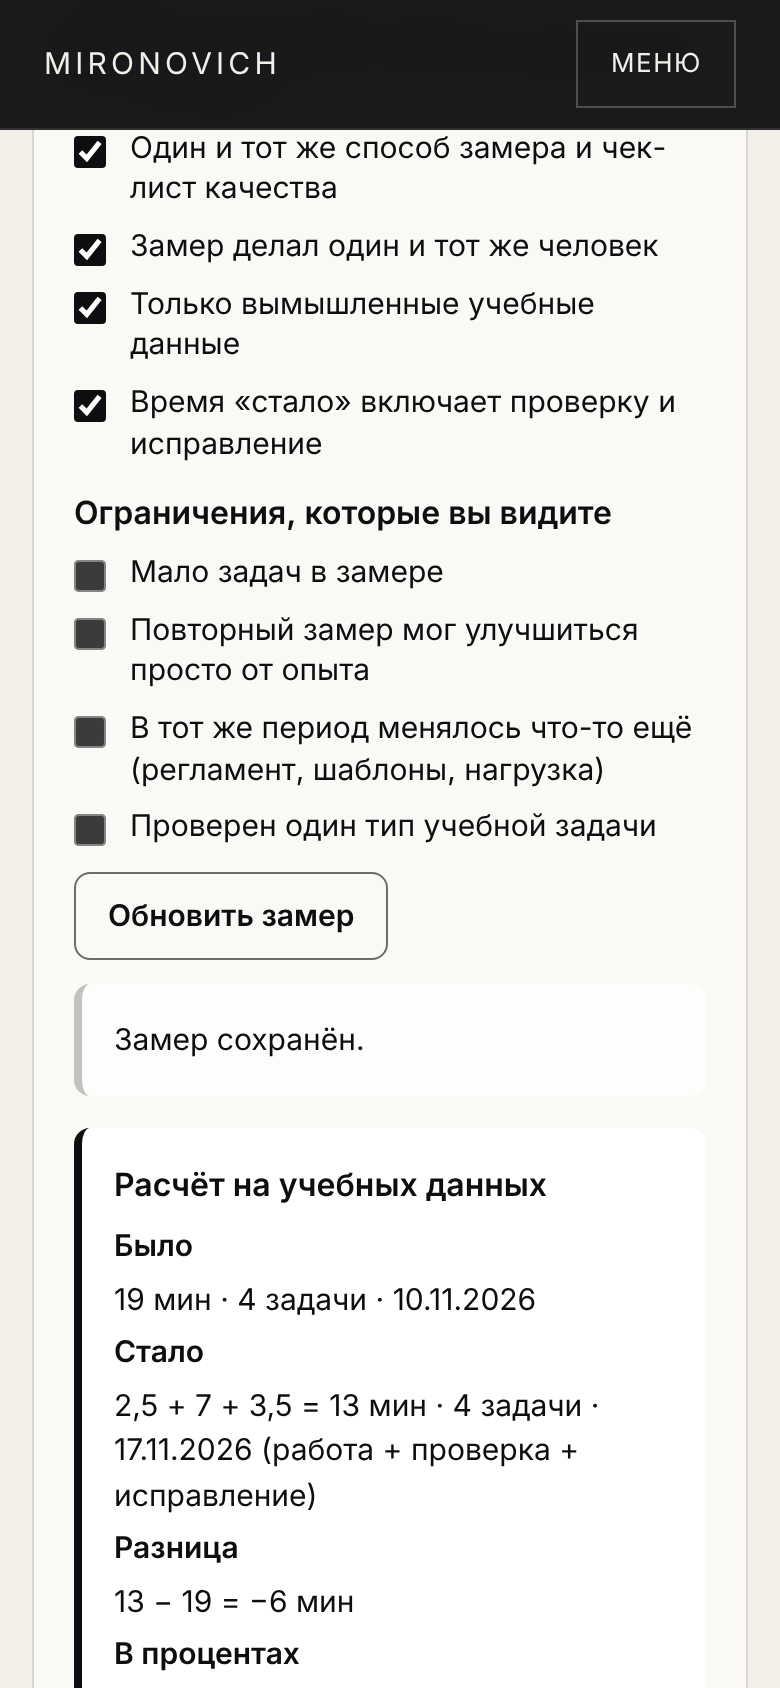 MIRONOVICH
МЕНЮ
Один и тот же способ замера и чек-
лист качества
Замер делал один и тот же человек
Только вымышленные учебные
данные
Время «стало» включает проверку и
исправление
Ограничения, которые вы видите
Мало задач в замере
Повторный замер мог улучшиться
просто от опыта
В тот же период менялось что-то ещё
(регламент, шаблоны, нагрузка)
Проверен один тип учебной задачи
Обновить замер
Замер сохранён.
Расчёт на учебных данных
Было
19 мин · 4 задачи · 10.11.2026
Стало
2,5 + 7 + 3,5 = 13 мин · 4 задачи ·
17.11.2026 (работа + проверка +
исправление)
Разница
13 − 19 = −6 мин
В процентах